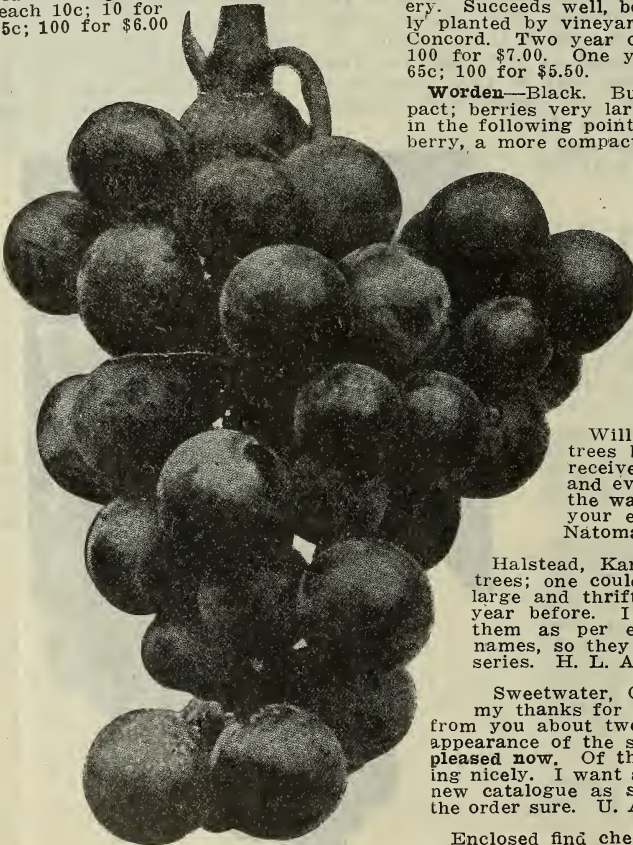 each 10c; 10 for
5c; 100 for $6.00
ery. Succeeds well, be
ly planted by vineyar
Concord. Two year o
100 for $7.00. One y
65c; 100 for $5.50.
Worden—Black. Bu
pact; berries very lar
in the following point
berry, a more compact
Will
trees
receive
and ev
the wa
your e
Natoma
Halstead, Kan
trees; one coul
large and thrift
year before. I
them as per e
names, so they
series. H. L. A
Sweetwater,
my thanks for
from you about tw
appearance of the s
pleased now. Of th
ing nicely. I want a
new catalogue as s
the order sure. U. A
Enclosed find che